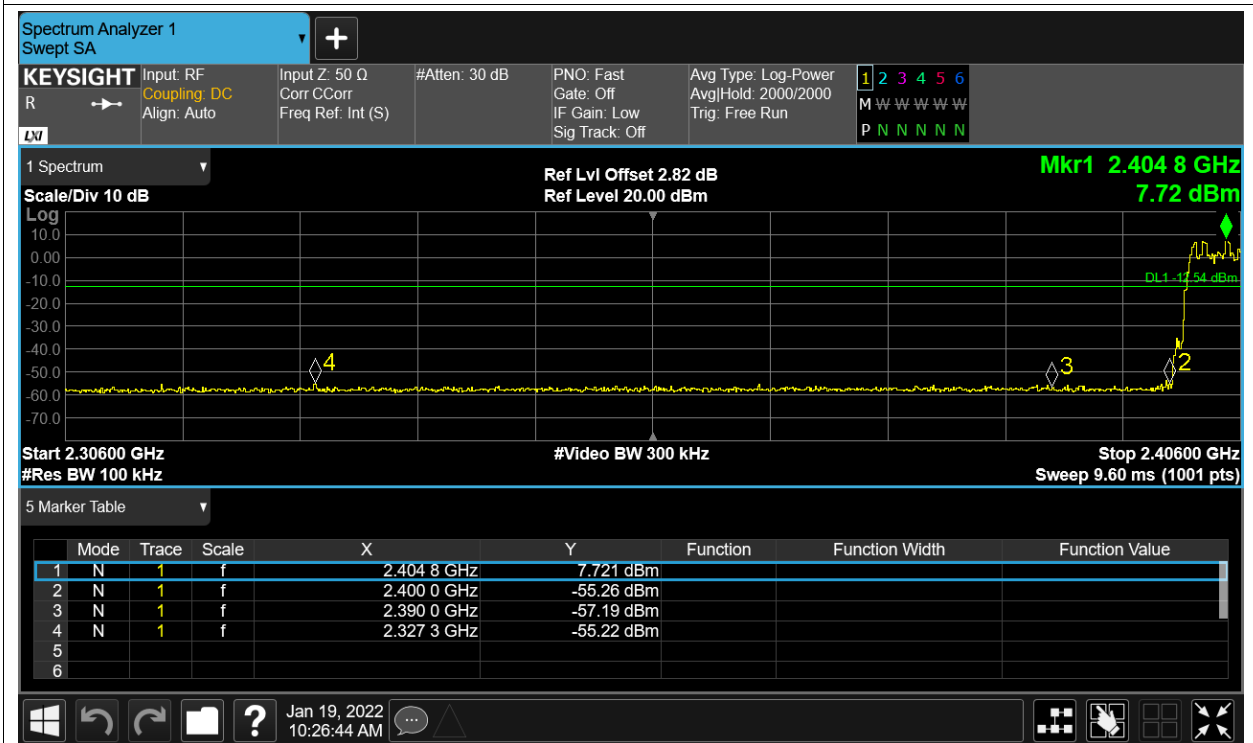 Spectrum Analyzer 1
Swept SA
KEYSIGHT
R
LXI
Input: RF
Coupling: DC
Align: Auto
Input Z: 50 Ω
Corr CCorr
Freq Ref: Int (S)
#Atten: 30 dB
PNO: Fast
Gate: Off
IF Gain: Low
Sig Track: Off
Avg Type: Log-Power
Avg|Hold: 2000/2000
Trig: Free Run
1 2 3 4 5 6
M W W W W W
P N N N N N
1 Spectrum
Scale/Div 10 dB
Ref Lvl Offset 2.82 dB
Ref Level 20.00 dBm
Mkr1 2.404 8 GHz
7.72 dBm
Log
10.0
0.00
-10.0
-20.0
-30.0
-40.0
-50.0
-60.0
-70.0
DL1 -12.54 dBm
4
3
2
Start 2.30600 GHz
#Video BW 300 kHz
Stop 2.40600 GHz
#Res BW 100 kHz
Sweep 9.60 ms (1001 pts)
5 Marker Table
Mode Trace Scale X Y Function Function Width Function Value
1 N 1 f 2.404 8 GHz 7.721 dBm
2 N 1 f 2.400 0 GHz -55.26 dBm
3 N 1 f 2.390 0 GHz -57.19 dBm
4 N 1 f 2.327 3 GHz -55.22 dBm
5
6
?
Jan 19, 2022
10:26:44 AM